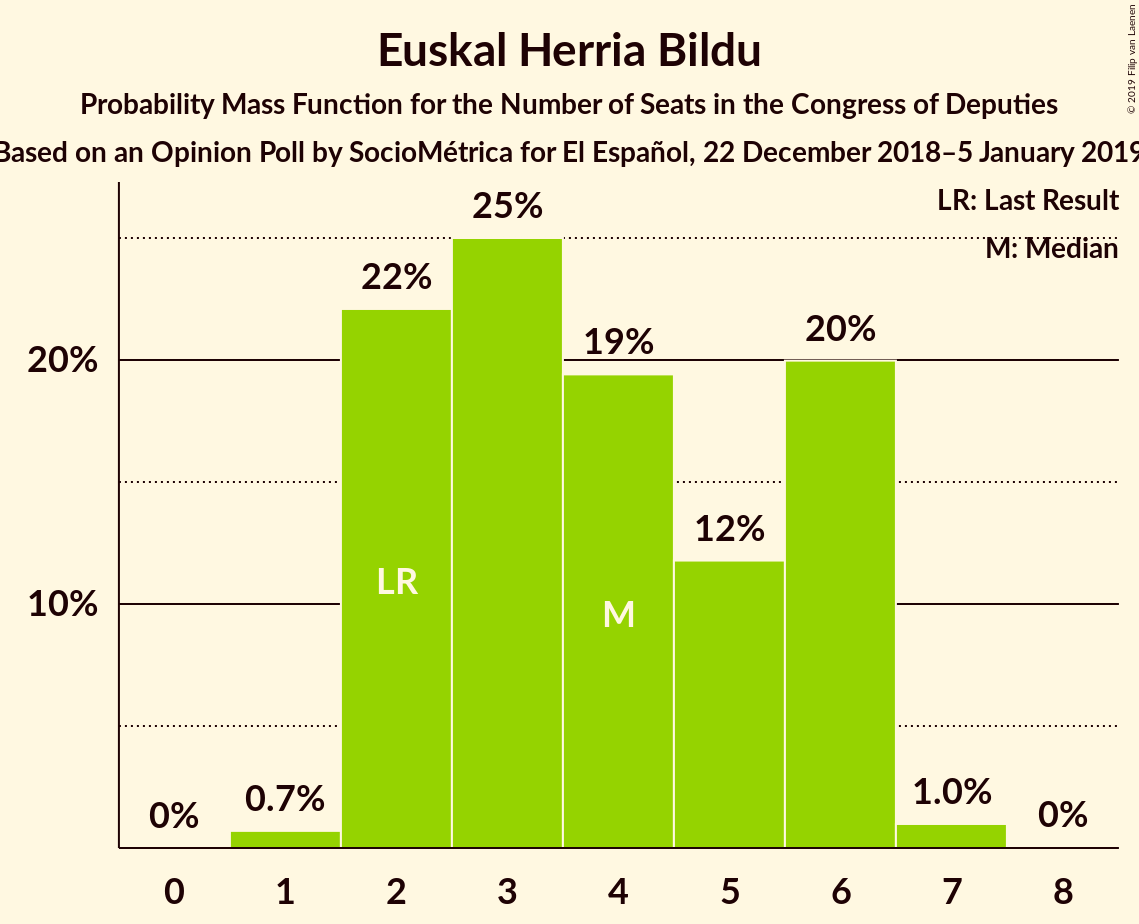 Euskal Herria Bildu
Probability Mass Function for the Number of Seats in the Congress of Deputies
Based on an Opinion Poll by SocioMétrica for El Español, 22 December 2018–5 January 2019
© 2019 Filip van Laenen
LR: Last Result
M: Median
25%
22%
20%
19%
20%
12%
LR
M
10%
0%
0.7%
1.0%
0%
0 1 2 3 4 5 6 7 8